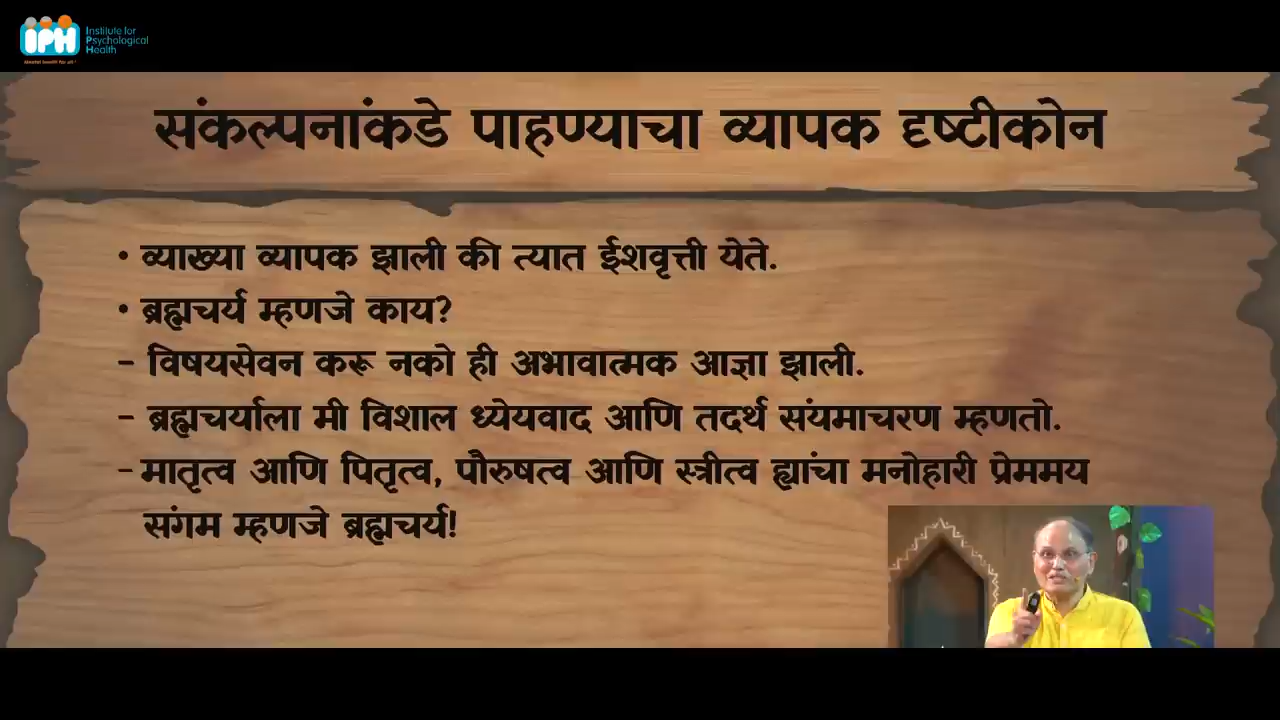 IPH
Institute for
Psychological
Health
संकल्पनांकडे पाहण्याचा व्यापक दृष्टीकोन
• व्याख्या व्यापक झाली की त्यात ईशवृत्ती येते.
• ब्रह्मचर्य म्हणजे काय?
- विषयसेवन करू नको ही अभावात्मक आज्ञा झाली.
- ब्रह्मचर्याला मी विशाल ध्येयवाद आणि तदर्थ संयमाचरण म्हणतो.
- मातृत्व आणि पितृत्व, पौरुषत्व आणि स्त्रीत्व ह्यांचा मनोहारी प्रेममय
संगम म्हणजे ब्रह्मचर्य!